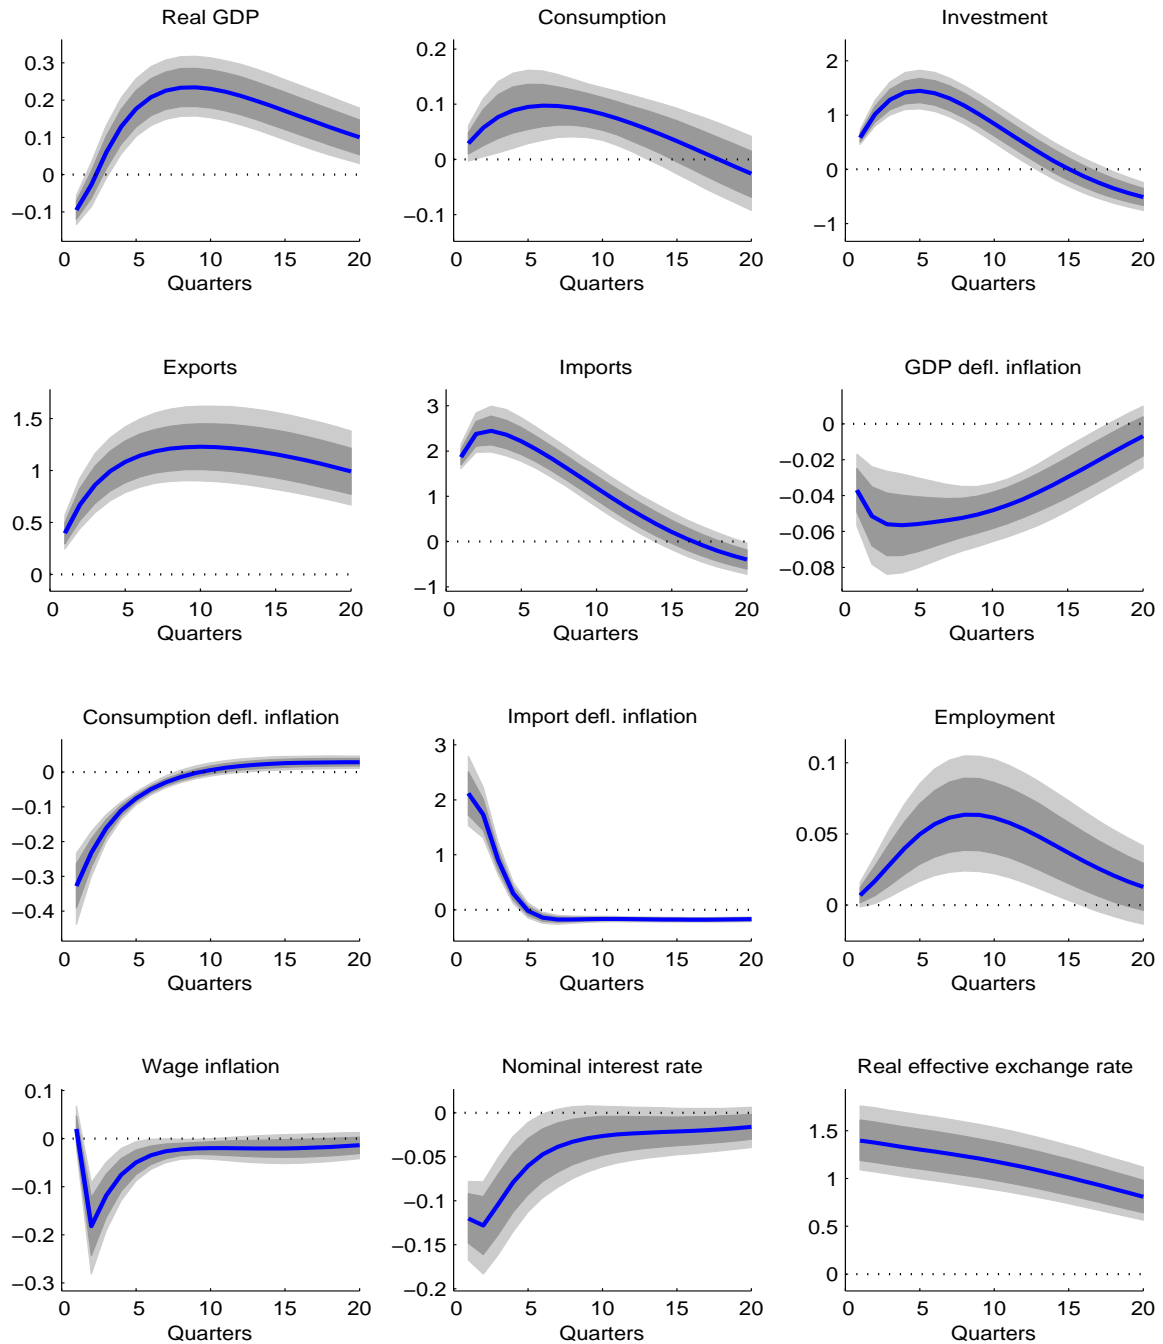 Real GDP
0.3
0.2
0.1
0
−0.1
0 5 10 15 20
Quarters
Consumption
0.2
0.1
0
−0.1
0 5 10 15 20
Quarters
Investment
2
1
0
−1
0 5 10 15 20
Quarters
Exports
1.5
1
0.5
0
0 5 10 15 20
Quarters
Imports
3
2
1
0
−1
0 5 10 15 20
Quarters
GDP defl. inflation
0
−0.02
−0.04
−0.06
−0.08
0 5 10 15 20
Quarters
Consumption defl. inflation
0
−0.1
−0.2
−0.3
−0.4
0 5 10 15 20
Quarters
Import defl. inflation
3
2
1
0
0 5 10 15 20
Quarters
Employment
0.1
0.05
0
0 5 10 15 20
Quarters
Wage inflation
0.1
0
−0.1
−0.2
−0.3
0 5 10 15 20
Quarters
Nominal interest rate
0
−0.05
−0.1
−0.15
−0.2
0 5 10 15 20
Quarters
Real effective exchange rate
1.5
1
0.5
0
0 5 10 15 20
Quarters